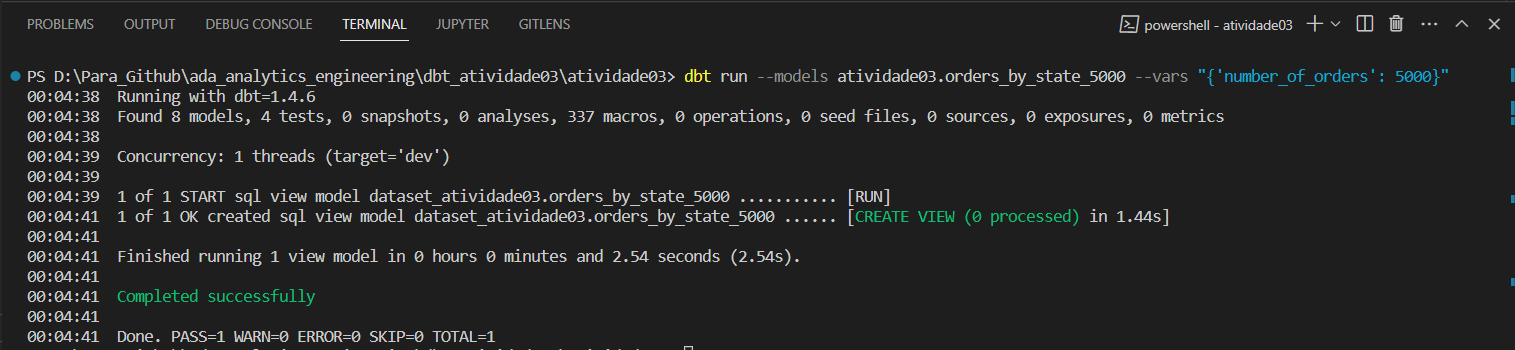 PROBLEMS OUTPUT DEBUG CONSOLE TERMINAL JUPYTER GITLENS powershell - atividade03
PS D:\Para_Github\ada_analytics_engineering\dbt_atividade03\atividade03> dbt run --models atividade03.orders_by_state_5000 --vars "{'number_of_orders': 5000}"
00:04:38 Running with dbt=1.4.6
00:04:38 Found 8 models, 4 tests, 0 snapshots, 0 analyses, 337 macros, 0 operations, 0 seed files, 0 sources, 0 exposures, 0 metrics
00:04:38
00:04:39 Concurrency: 1 threads (target='dev')
00:04:39
00:04:39 1 of 1 START sql view model dataset_atividade03.orders_by_state_5000 ........... [RUN]
00:04:41 1 of 1 OK created sql view model dataset_atividade03.orders_by_state_5000 ...... [CREATE VIEW (0 processed) in 1.44s]
00:04:41
00:04:41 Finished running 1 view model in 0 hours 0 minutes and 2.54 seconds (2.54s).
00:04:41
00:04:41 Completed successfully
00:04:41
00:04:41 Done. PASS=1 WARN=0 ERROR=0 SKIP=0 TOTAL=1